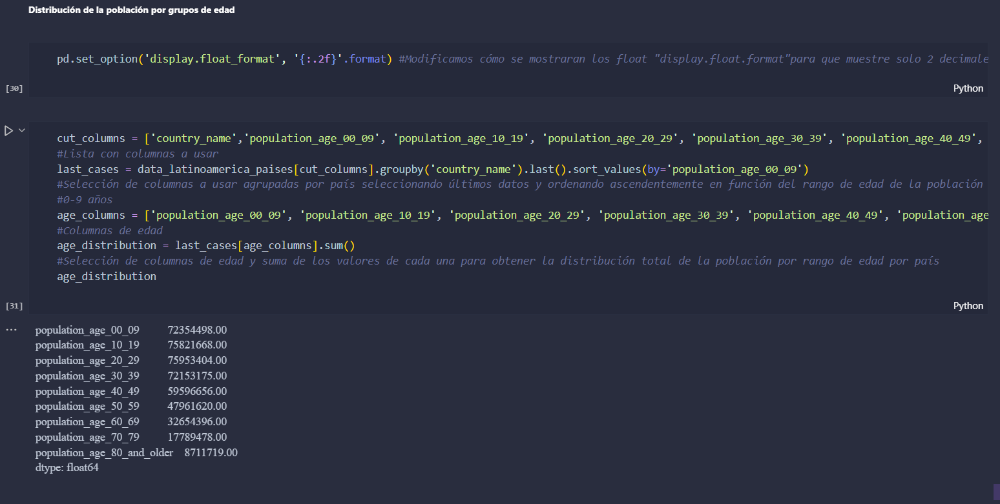 Distribución de la población por grupos de edad
pd.set_option('display.float_format', '{:.2f}'.format) #Modificamos cómo se mostraran los float "display.float.format"para que muestre solo 2 decimale
[30]
Python
cut_columns = ['country_name','population_age_00_09', 'population_age_10_19', 'population_age_20_29', 'population_age_30_39', 'population_age_40_49',
#Lista con columnas a usar
last_cases = data_latinoamerica_paises[cut_columns].groupby('country_name').last().sort_values(by='population_age_00_09')
#Selección de columnas a usar agrupadas por país seleccionando últimos datos y ordenando ascendentemente en función del rango de edad de la población
#0-9 años
age_columns = ['population_age_00_09', 'population_age_10_19', 'population_age_20_29', 'population_age_30_39', 'population_age_40_49', 'population_age
#Columnas de edad
age_distribution = last_cases[age_columns].sum()
#Selección de columnas de edad y suma de los valores de cada una para obtener la distribución total de la población por rango de edad por país
age_distribution
[31]
Python
population_age_00_09 72354498.00
population_age_10_19 75821668.00
population_age_20_29 75953404.00
population_age_30_39 72153175.00
population_age_40_49 59596656.00
population_age_50_59 47961620.00
population_age_60_69 32654396.00
population_age_70_79 17789478.00
population_age_80_and_older 8711719.00
dtype: float64